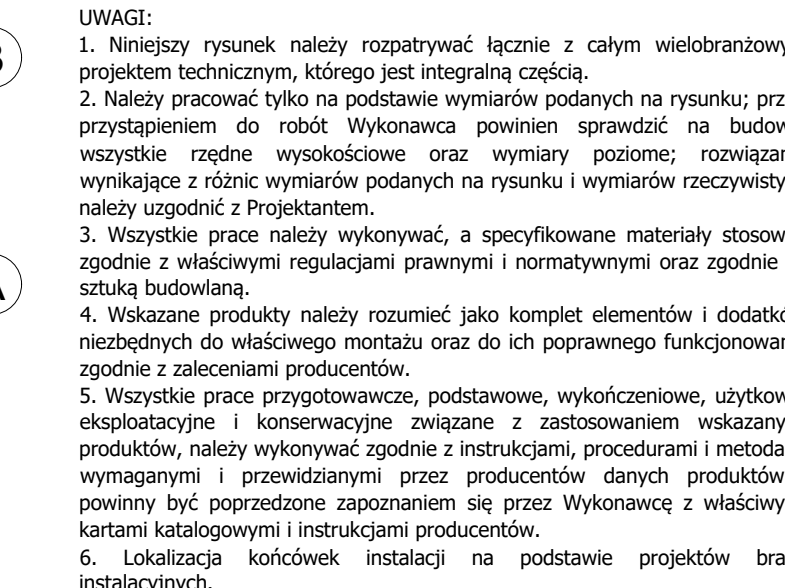 UWAGI:
1. Niniejszy rysunek należy rozpatrywać łącznie z całym wielobranżowy
projektem technicznym, którego jest integralną częścią.
2. Należy pracować tylko na podstawie wymiarów podanych na rysunku; prz
przystąpieniem do robót Wykonawca powinien sprawdzić na budow
wszystkie rzędne wysokościowe oraz wymiary poziome; rozwiązan
wynikające z różnic wymiarów podanych na rysunku i wymiarów rzeczywisty
należy uzgodnić z Projektantem.
3. Wszystkie prace należy wykonywać, a specyfikowane materiały stosow
zgodnie z właściwymi regulacjami prawnymi i normatywnymi oraz zgodnie
sztuką budowlaną.
4. Wskazane produkty należy rozumieć jako komplet elementów i dodatkó
niezbędnych do właściwego montażu oraz do ich poprawnego funkcjonowan
zgodnie z zaleceniami producentów.
5. Wszystkie prace przygotowawcze, podstawowe, wykończeniowe, użytkow
eksploatacyjne i konserwacyjne związane z zastosowaniem wskazany
produktów, należy wykonywać zgodnie z instrukcjami, procedurami i metoda
wymaganymi i przewidzianymi przez producentów danych produktów
powinny być poprzedzone zapoznaniem się przez Wykonawcę z właściwy
kartami katalogowymi i instrukcjami producentów.
6. Lokalizacja końcówek instalacji na podstawie projektów bra
instalacyjnych.